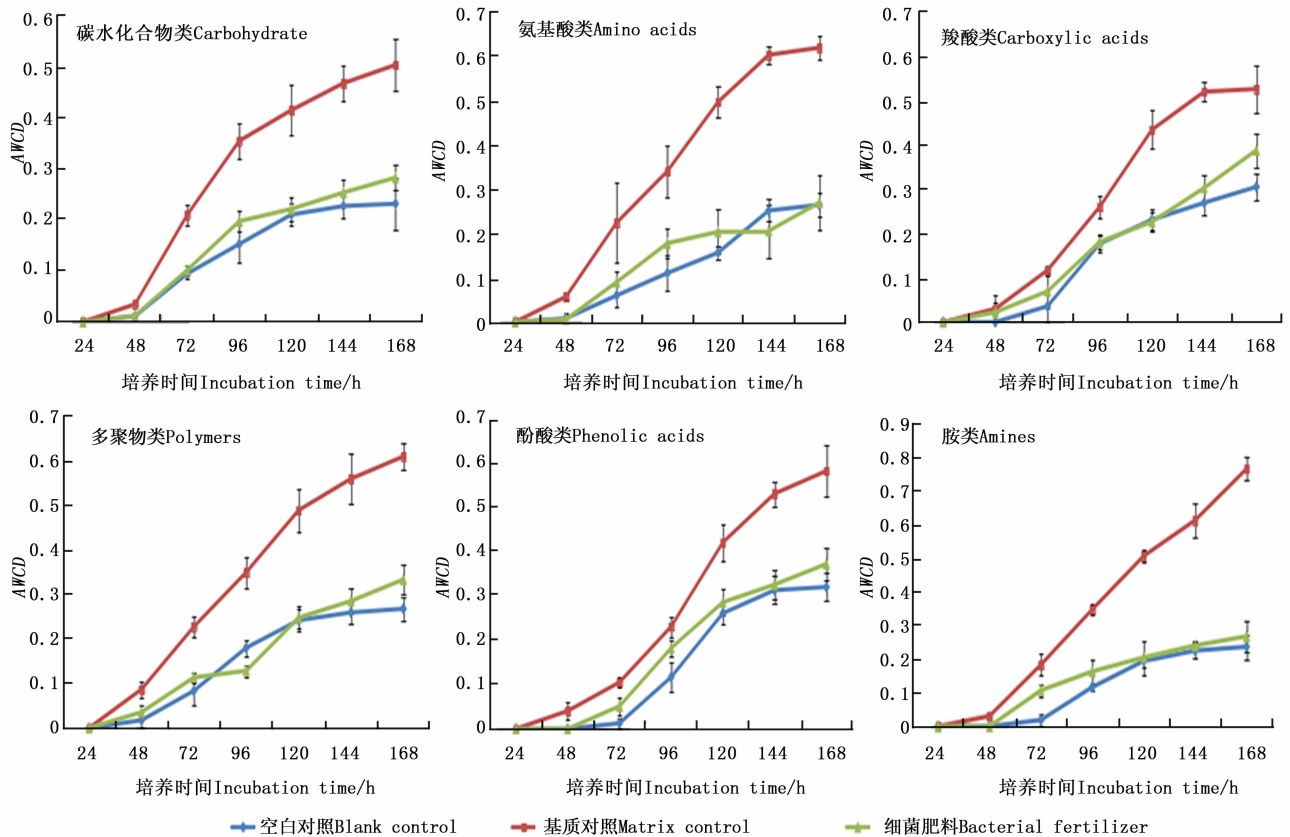 碳水化合物类Carbohydrate
AWCD
0.6
0.5
0.4
0.3
0.2
0.1
0
24 48 72 96 120 144 168
培养时间Incubation time/h
氨基酸类Amino acids
AWCD
0.7
0.6
0.5
0.4
0.3
0.2
0.1
0
24 48 72 96 120 144 168
培养时间Incubation time/h
羧酸类Carboxylic acids
AWCD
0.7
0.6
0.5
0.4
0.3
0.2
0.1
0
24 48 72 96 120 144 168
培养时间Incubation time/h
多聚物类Polymers
AWCD
0.7
0.6
0.5
0.4
0.3
0.2
0.1
0
24 48 72 96 120 144 168
培养时间Incubation time/h
酚酸类Phenolic acids
AWCD
0.7
0.6
0.5
0.4
0.3
0.2
0.1
0
24 48 72 96 120 144 168
培养时间Incubation time/h
胺类Amines
AWCD
0.9
0.8
0.7
0.6
0.5
0.4
0.3
0.2
0.1
0
24 48 72 96 120 144 168
培养时间Incubation time/h
空白对照Blank control 基质对照Matrix control 细菌肥料Bacterial fertilizer